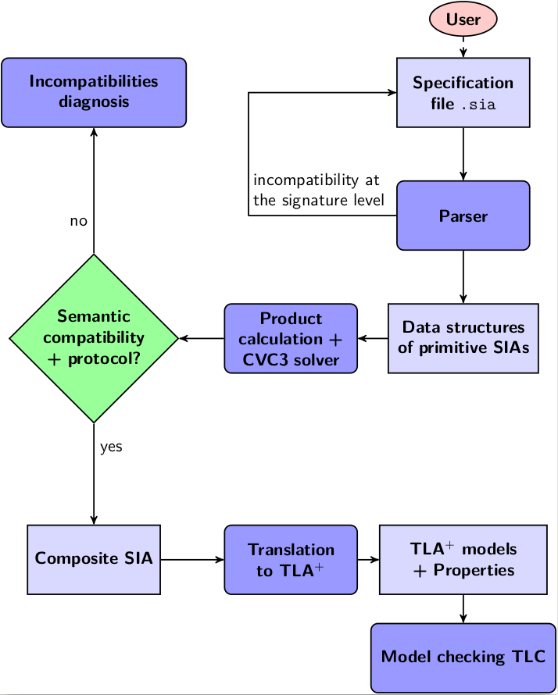 User
Specification
file .sia
Incompatibilities
diagnosis
incompatibility at
the signature level
Parser
no
Semantic
compatibility
+ protocol?
Product
calculation +
CVC3 solver
Data structures
of primitive SIAs
yes
Composite SIA
Translation
to TLA⁺
TLA⁺ models
+ Properties
Model checking TLC